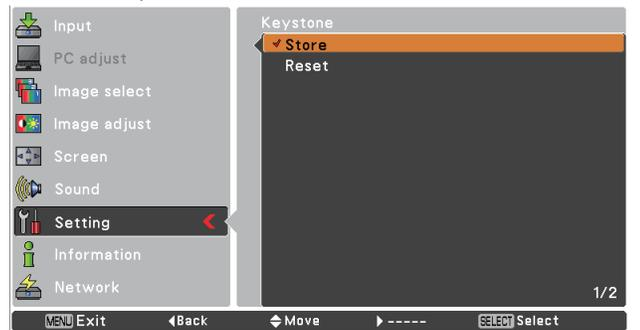 Input
PC adjust
Image select
Image adjust
Screen
Sound
Setting
Information
Network
Keystone
✓ Store
Reset
1/2
MENU Exit ◀Back Move ▶ ----- SELECT Select